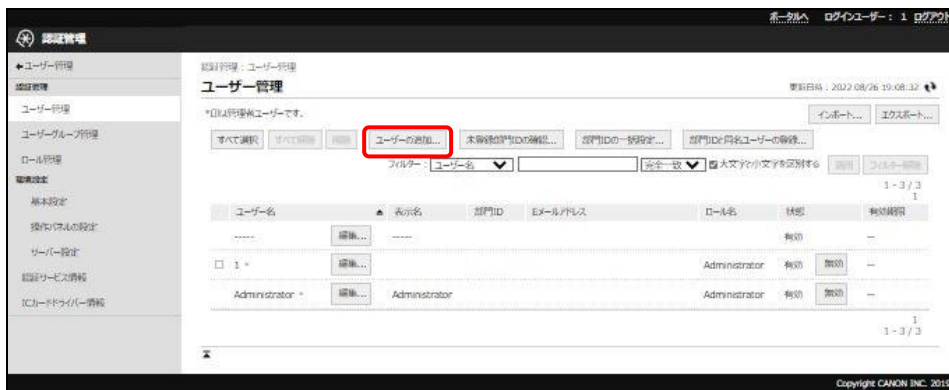 ポータルへ ログインユーザー： 1 ログアウト
認証管理
ユーザー管理
認証管理
ユーザー管理
ユーザーグループ管理
ロール管理
環境設定
基本設定
操作パネルの設定
サーバー設定
認証サービス情報
ICカードドライバー情報
認証管理 : ユーザー管理
ユーザー管理
更新日時 : 2022 08/26 19:08:32
*印は管理者ユーザーです。
インポート... エクスポート...
すべて選択 すべて解除 削除 ユーザーの追加... 未登録部門IDの確認... 部門IDの一括設定... 部門IDと同名ユーザーの登録...
フィルター : ユーザー名 完全一致 大文字と小文字を区別する 適用 フィルター解除
1 - 3 / 3
1
ユーザー名 表示名 部門ID Eメールアドレス ロール名 状態 有効期限
----- 編集... ----- 有効 --
1 * 編集... Administrator 有効 無効 --
Administrator * 編集... Administrator Administrator 有効 無効 --
1
1 - 3 / 3
Copyright CANON INC. 2015